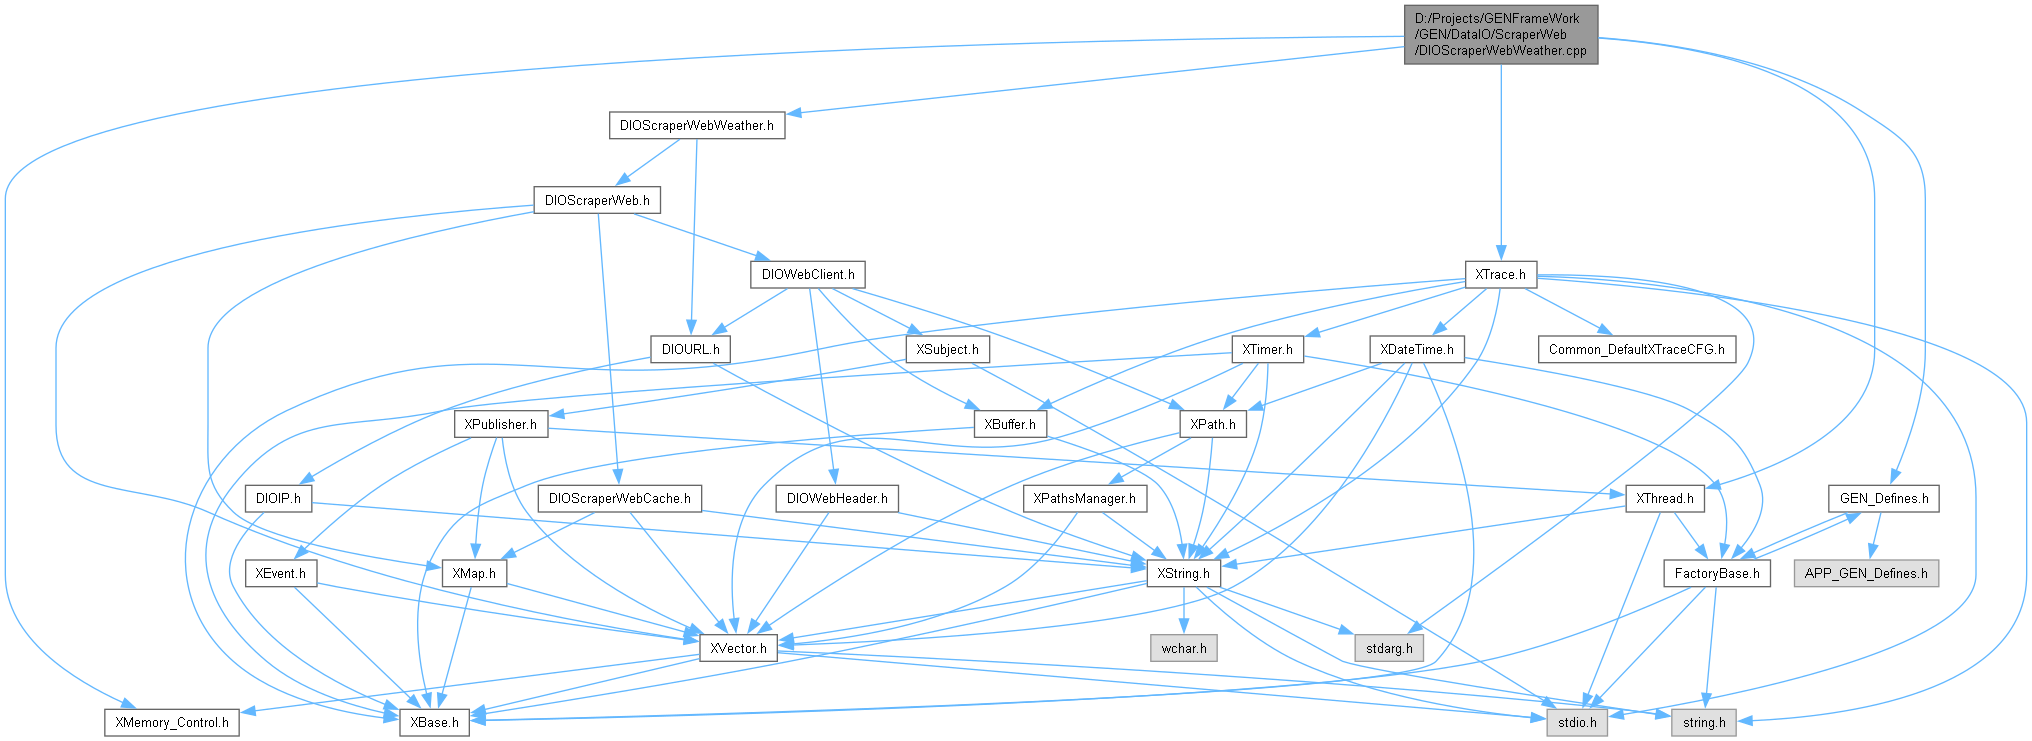 D:/Projects/GENFrameWork
/GEN/DataIO/ScraperWeb
/DIOScraperWebWeather.cpp
DIOScraperWebWeather.h
DIOScraperWeb.h
DIOWebClient.h
XTrace.h
DIOURL.h
XSubject.h
XTimer.h
XDateTime.h
Common_DefaultXTraceCFG.h
XPublisher.h
XBuffer.h
XPath.h
DIOIP.h
DIOScraperWebCache.h
DIOWebHeader.h
XPathsManager.h
XThread.h
GEN_Defines.h
XEvent.h
XMap.h
XString.h
FactoryBase.h
APP_GEN_Defines.h
XVector.h
wchar.h
stdarg.h
XMemory_Control.h
XBase.h
stdio.h
string.h